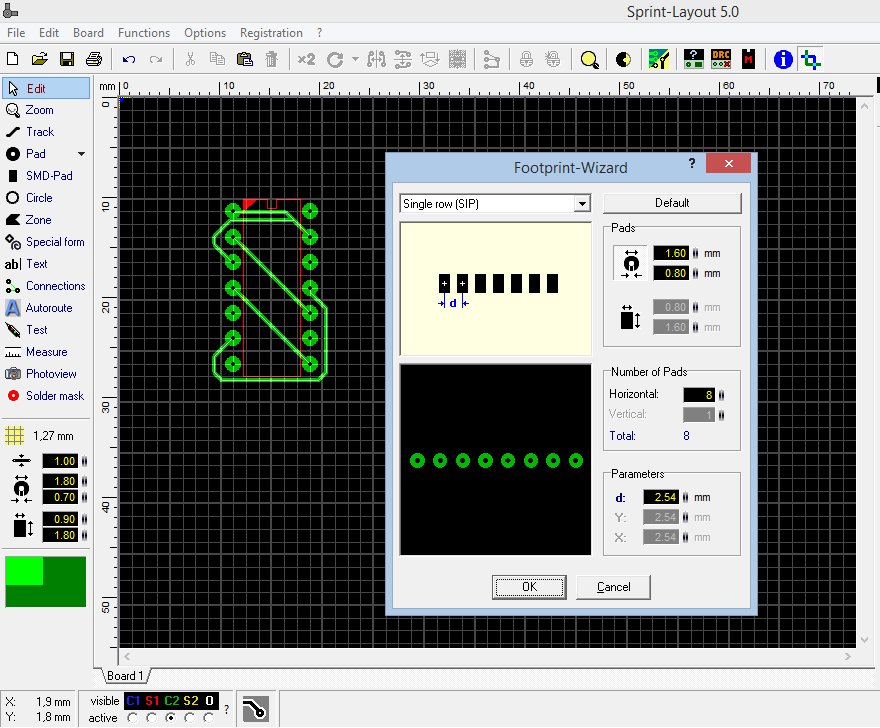 Sprint-Layout 5.0
File Edit Board Functions Options Registration ?
×2 ? DRC M i
Edit
Zoom
Track
Pad
SMD-Pad
Circle
Zone
Special form
ab| Text
Connections
A Autoroute
Test
Measure
Photoview
Solder mask
1,27 mm
1.00
1.80
0.70
0.90
1.80
mm 0 10 20 30 40 50 60 70
0
10
20
30
40
50
Footprint-Wizard ?
Single row (SIP)
Default
d
Pads
1.60 mm
0.80 mm
0.80 mm
1.60 mm
Number of Pads
Horizontal: 8
Vertical: 1
Total: 8
Parameters
d: 2.54 mm
Y: 2.54 mm
X: 2.54 mm
OK Cancel
Board 1
X: 1,9 mm
Y: 1,8 mm
visible C1 S1 C2 S2 O
active
?